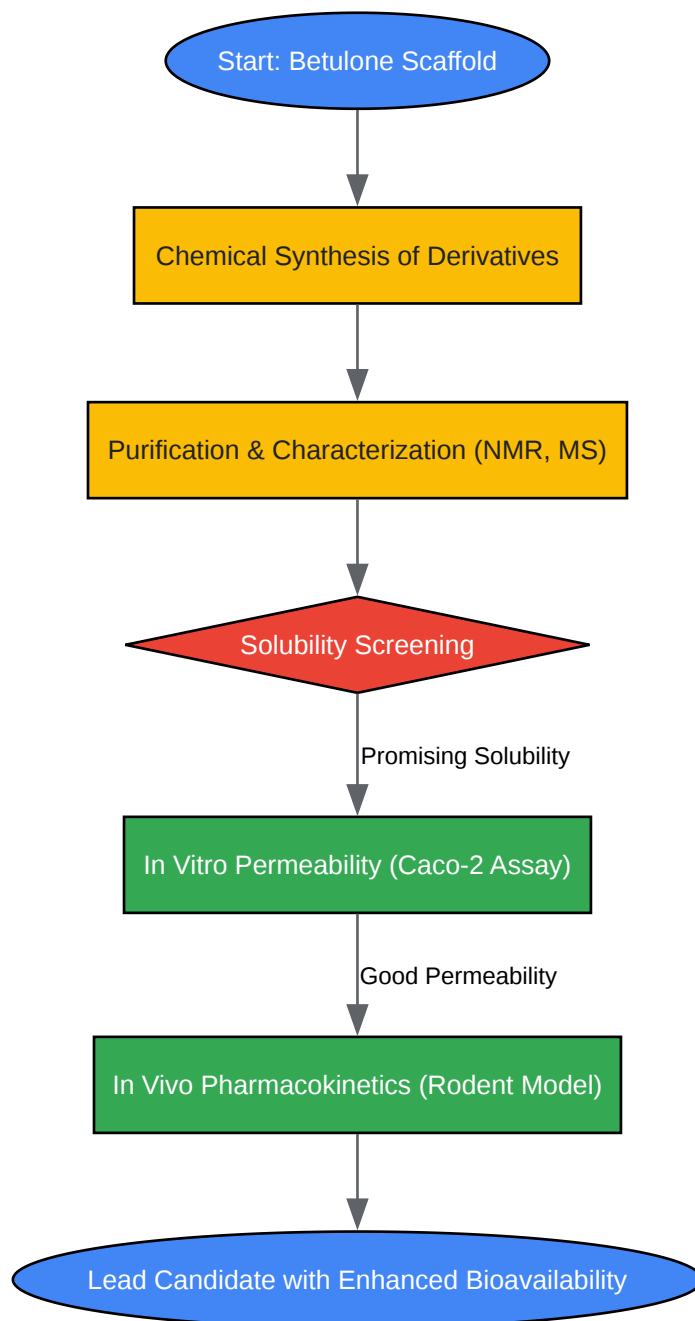 Start: Betulone Scaffold
Chemical Synthesis of Derivatives
Purification & Characterization (NMR, MS)
Solubility Screening
Promising Solubility
In Vitro Permeability (Caco-2 Assay)
Good Permeability
In Vivo Pharmacokinetics (Rodent Model)
Lead Candidate with Enhanced Bioavailability